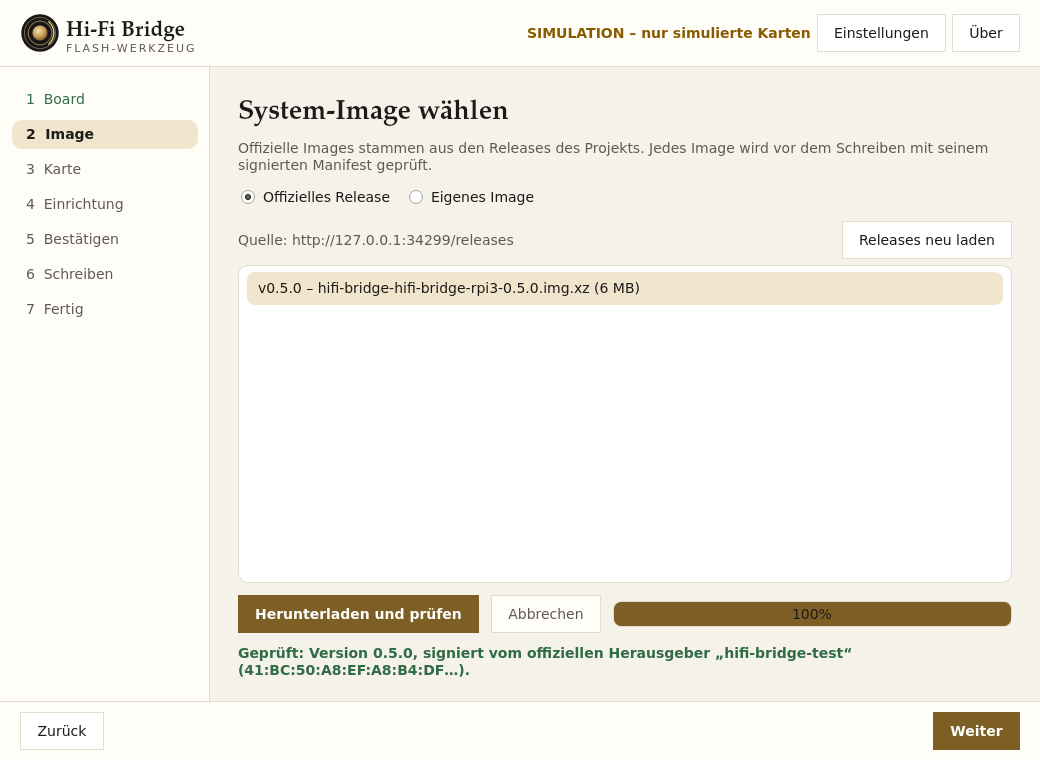 Hi-Fi Bridge
FLASH-WERKZEUG
SIMULATION – nur simulierte Karten
Einstellungen
Über
1 Board
2 Image
3 Karte
4 Einrichtung
5 Bestätigen
6 Schreiben
7 Fertig
System-Image wählen
Offizielle Images stammen aus den Releases des Projekts. Jedes Image wird vor dem Schreiben mit seinem
signierten Manifest geprüft.
Offizielles Release
Eigenes Image
Quelle: http://127.0.0.1:34299/releases
Releases neu laden
v0.5.0 – hifi-bridge-hifi-bridge-rpi3-0.5.0.img.xz (6 MB)
Herunterladen und prüfen
Abbrechen
100%
Geprüft: Version 0.5.0, signiert vom offiziellen Herausgeber „hifi-bridge-test“
(41:BC:50:A8:EF:A8:B4:DF…).
Zurück
Weiter